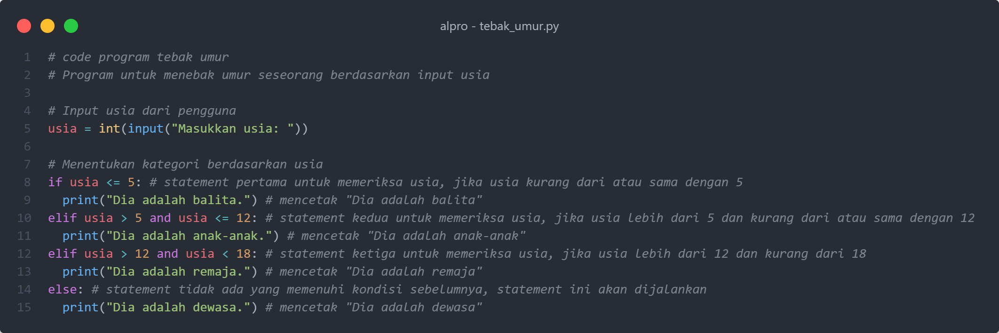 alpro - tebak_umur.py
1 # code program tebak umur
2 # Program untuk menebak umur seseorang berdasarkan input usia
3
4 # Input usia dari pengguna
5 usia = int(input("Masukkan usia: "))
6
7 # Menentukan kategori berdasarkan usia
8 if usia <= 5: # statement pertama untuk memeriksa usia, jika usia kurang dari atau sama dengan 5
9   print("Dia adalah balita.") # mencetak "Dia adalah balita"
10 elif usia > 5 and usia <= 12: # statement kedua untuk memeriksa usia, jika usia lebih dari 5 dan kurang dari atau sama dengan 12
11   print("Dia adalah anak-anak.") # mencetak "Dia adalah anak-anak"
12 elif usia > 12 and usia < 18: # statement ketiga untuk memeriksa usia, jika usia lebih dari 12 dan kurang dari 18
13   print("Dia adalah remaja.") # mencetak "Dia adalah remaja"
14 else: # statement tidak ada yang memenuhi kondisi sebelumnya, statement ini akan dijalankan
15   print("Dia adalah dewasa.") # mencetak "Dia adalah dewasa"